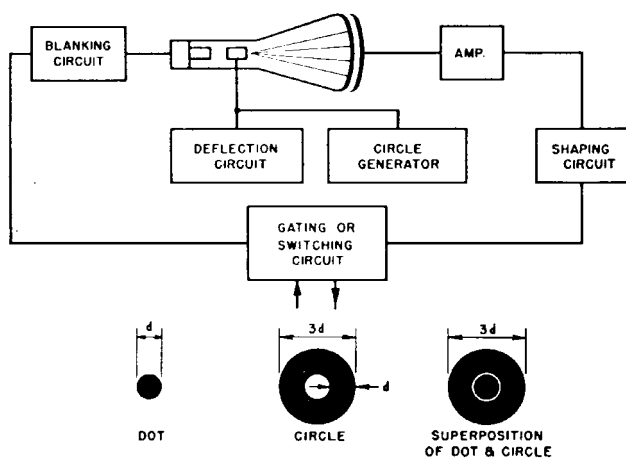 BLANKING
CIRCUIT
AMP.
DEFLECTION
CIRCUIT
CIRCLE
GENERATOR
SHAPING
CIRCUIT
GATING OR
SWITCHING
CIRCUIT
d
3d
3d
d
DOT
CIRCLE
SUPERPOSITION
OF DOT & CIRCLE